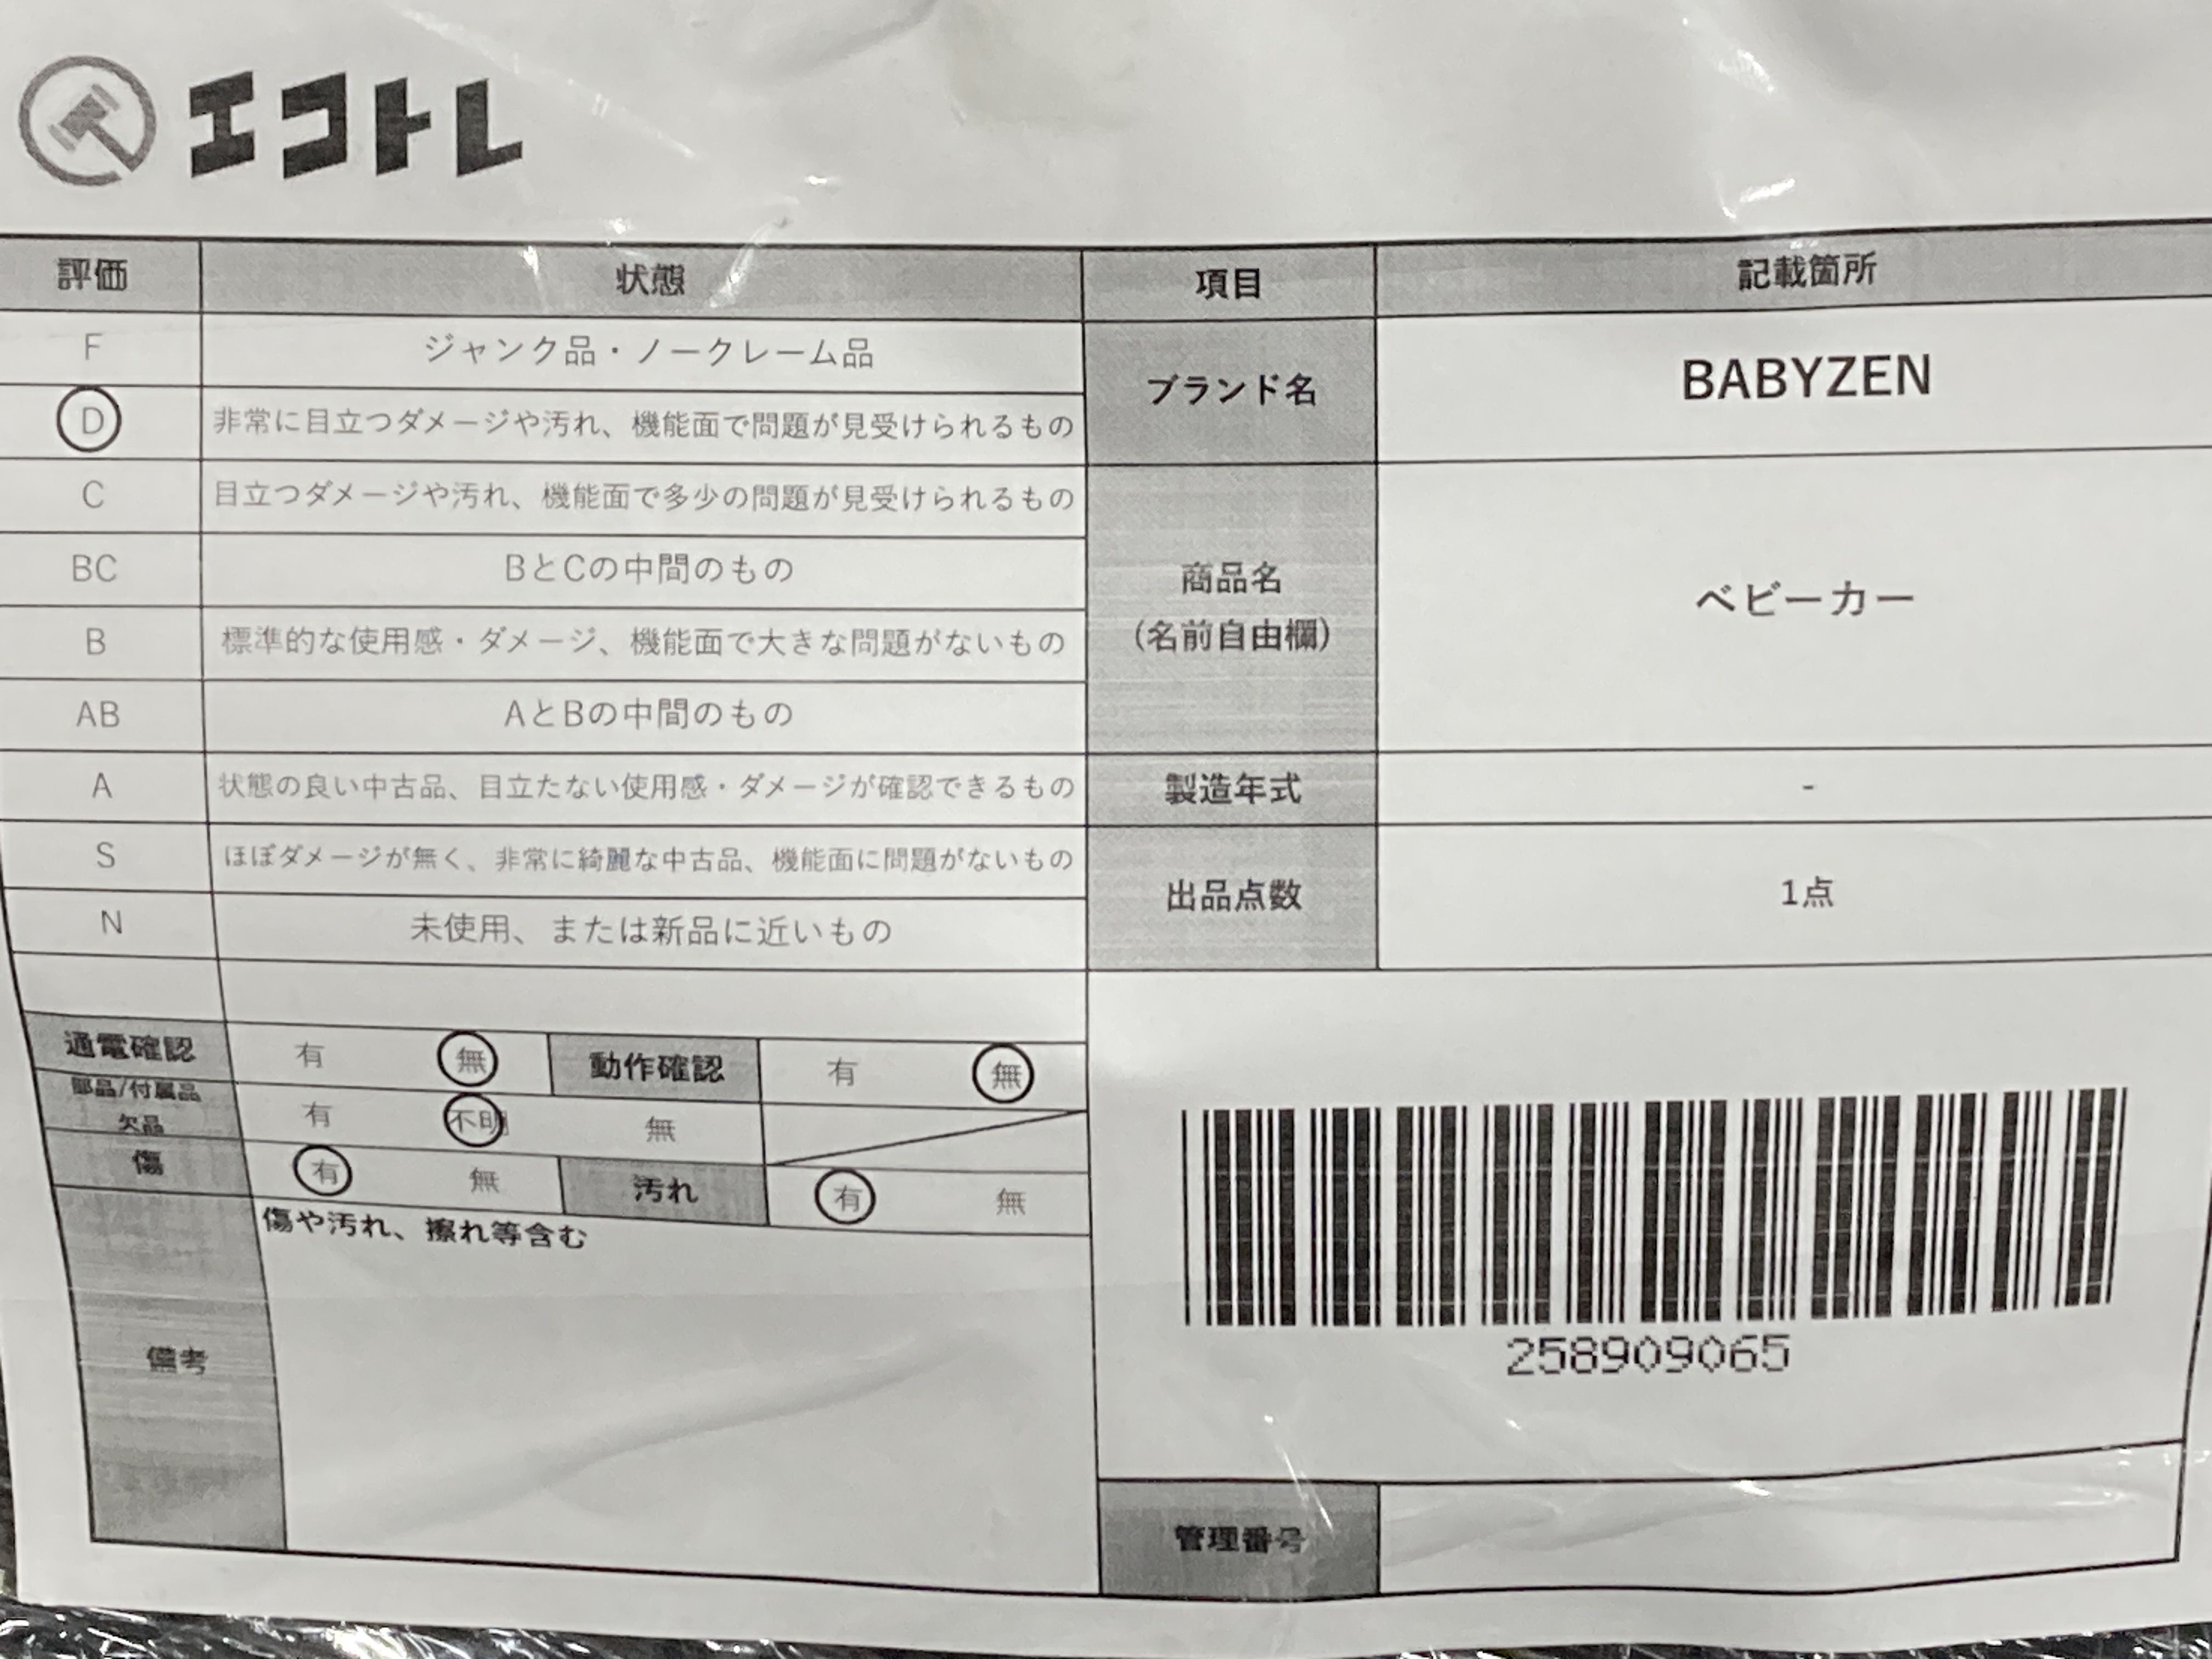 エコトレ
評価 状態 項目 記載箇所
F ジャンク品・ノークレーム品
D 非常に目立つダメージや汚れ、機能面で問題が見受けられるもの
ブランド名 BABYZEN
C 目立つダメージや汚れ、機能面で多少の問題が見受けられるもの
BC BとCの中間のもの
B 標準的な使用感・ダメージ、機能面で大きな問題がないもの
AB AとBの中間のもの
商品名
(名前自由欄)
ベビーカー
A 状態の良い中古品、目立たない使用感・ダメージが確認できるもの
製造年式 -
S ほぼダメージが無く、非常に綺麗な中古品、機能面に問題がないもの
N 未使用、または新品に近いもの
出品点数 1点
通電確認 有 無 動作確認 有 無
部品/付属品
欠品
有 不明 無
傷 有 無 汚れ 有 無
備考
傷や汚れ、擦れ等含む
258909065
管理番号